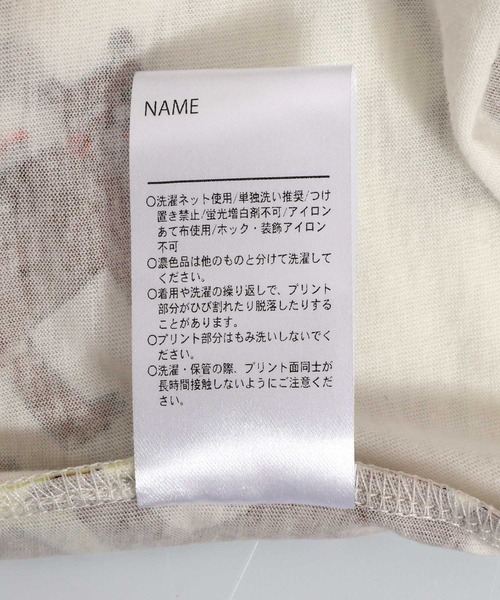 NAME
○洗濯ネット使用/単独洗い推奨/つけ
置き禁止/蛍光増白剤不可/アイロン
あて布使用/ホック・装飾アイロン
不可
○濃色品は他のものと分けて洗濯して
ください。
○着用や洗濯の繰り返しで、プリント
部分がひび割れたり脱落したりする
ことがあります。
○プリント部分はもみ洗いしないでく
ださい。
○洗濯・保管の際、プリント面同士が
長時間接触しないようにご注意くだ
さい。